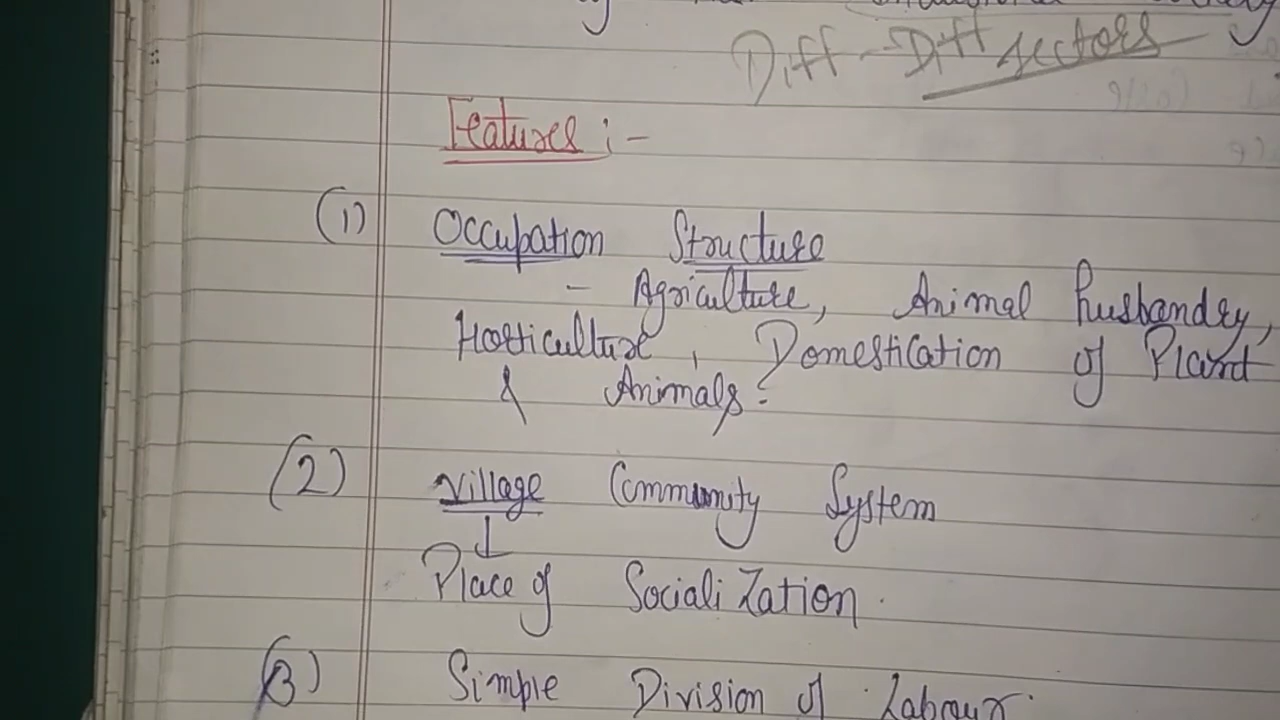 Diff - Diff sectors
Features :-
(1) Occupation Structure
- Agriculture, Animal husbandry,
Horticulture, Domestication of Plant
& Animals.
(2) Village Community System
↓
Place of Socialization.
(3) Simple Division of Labour.